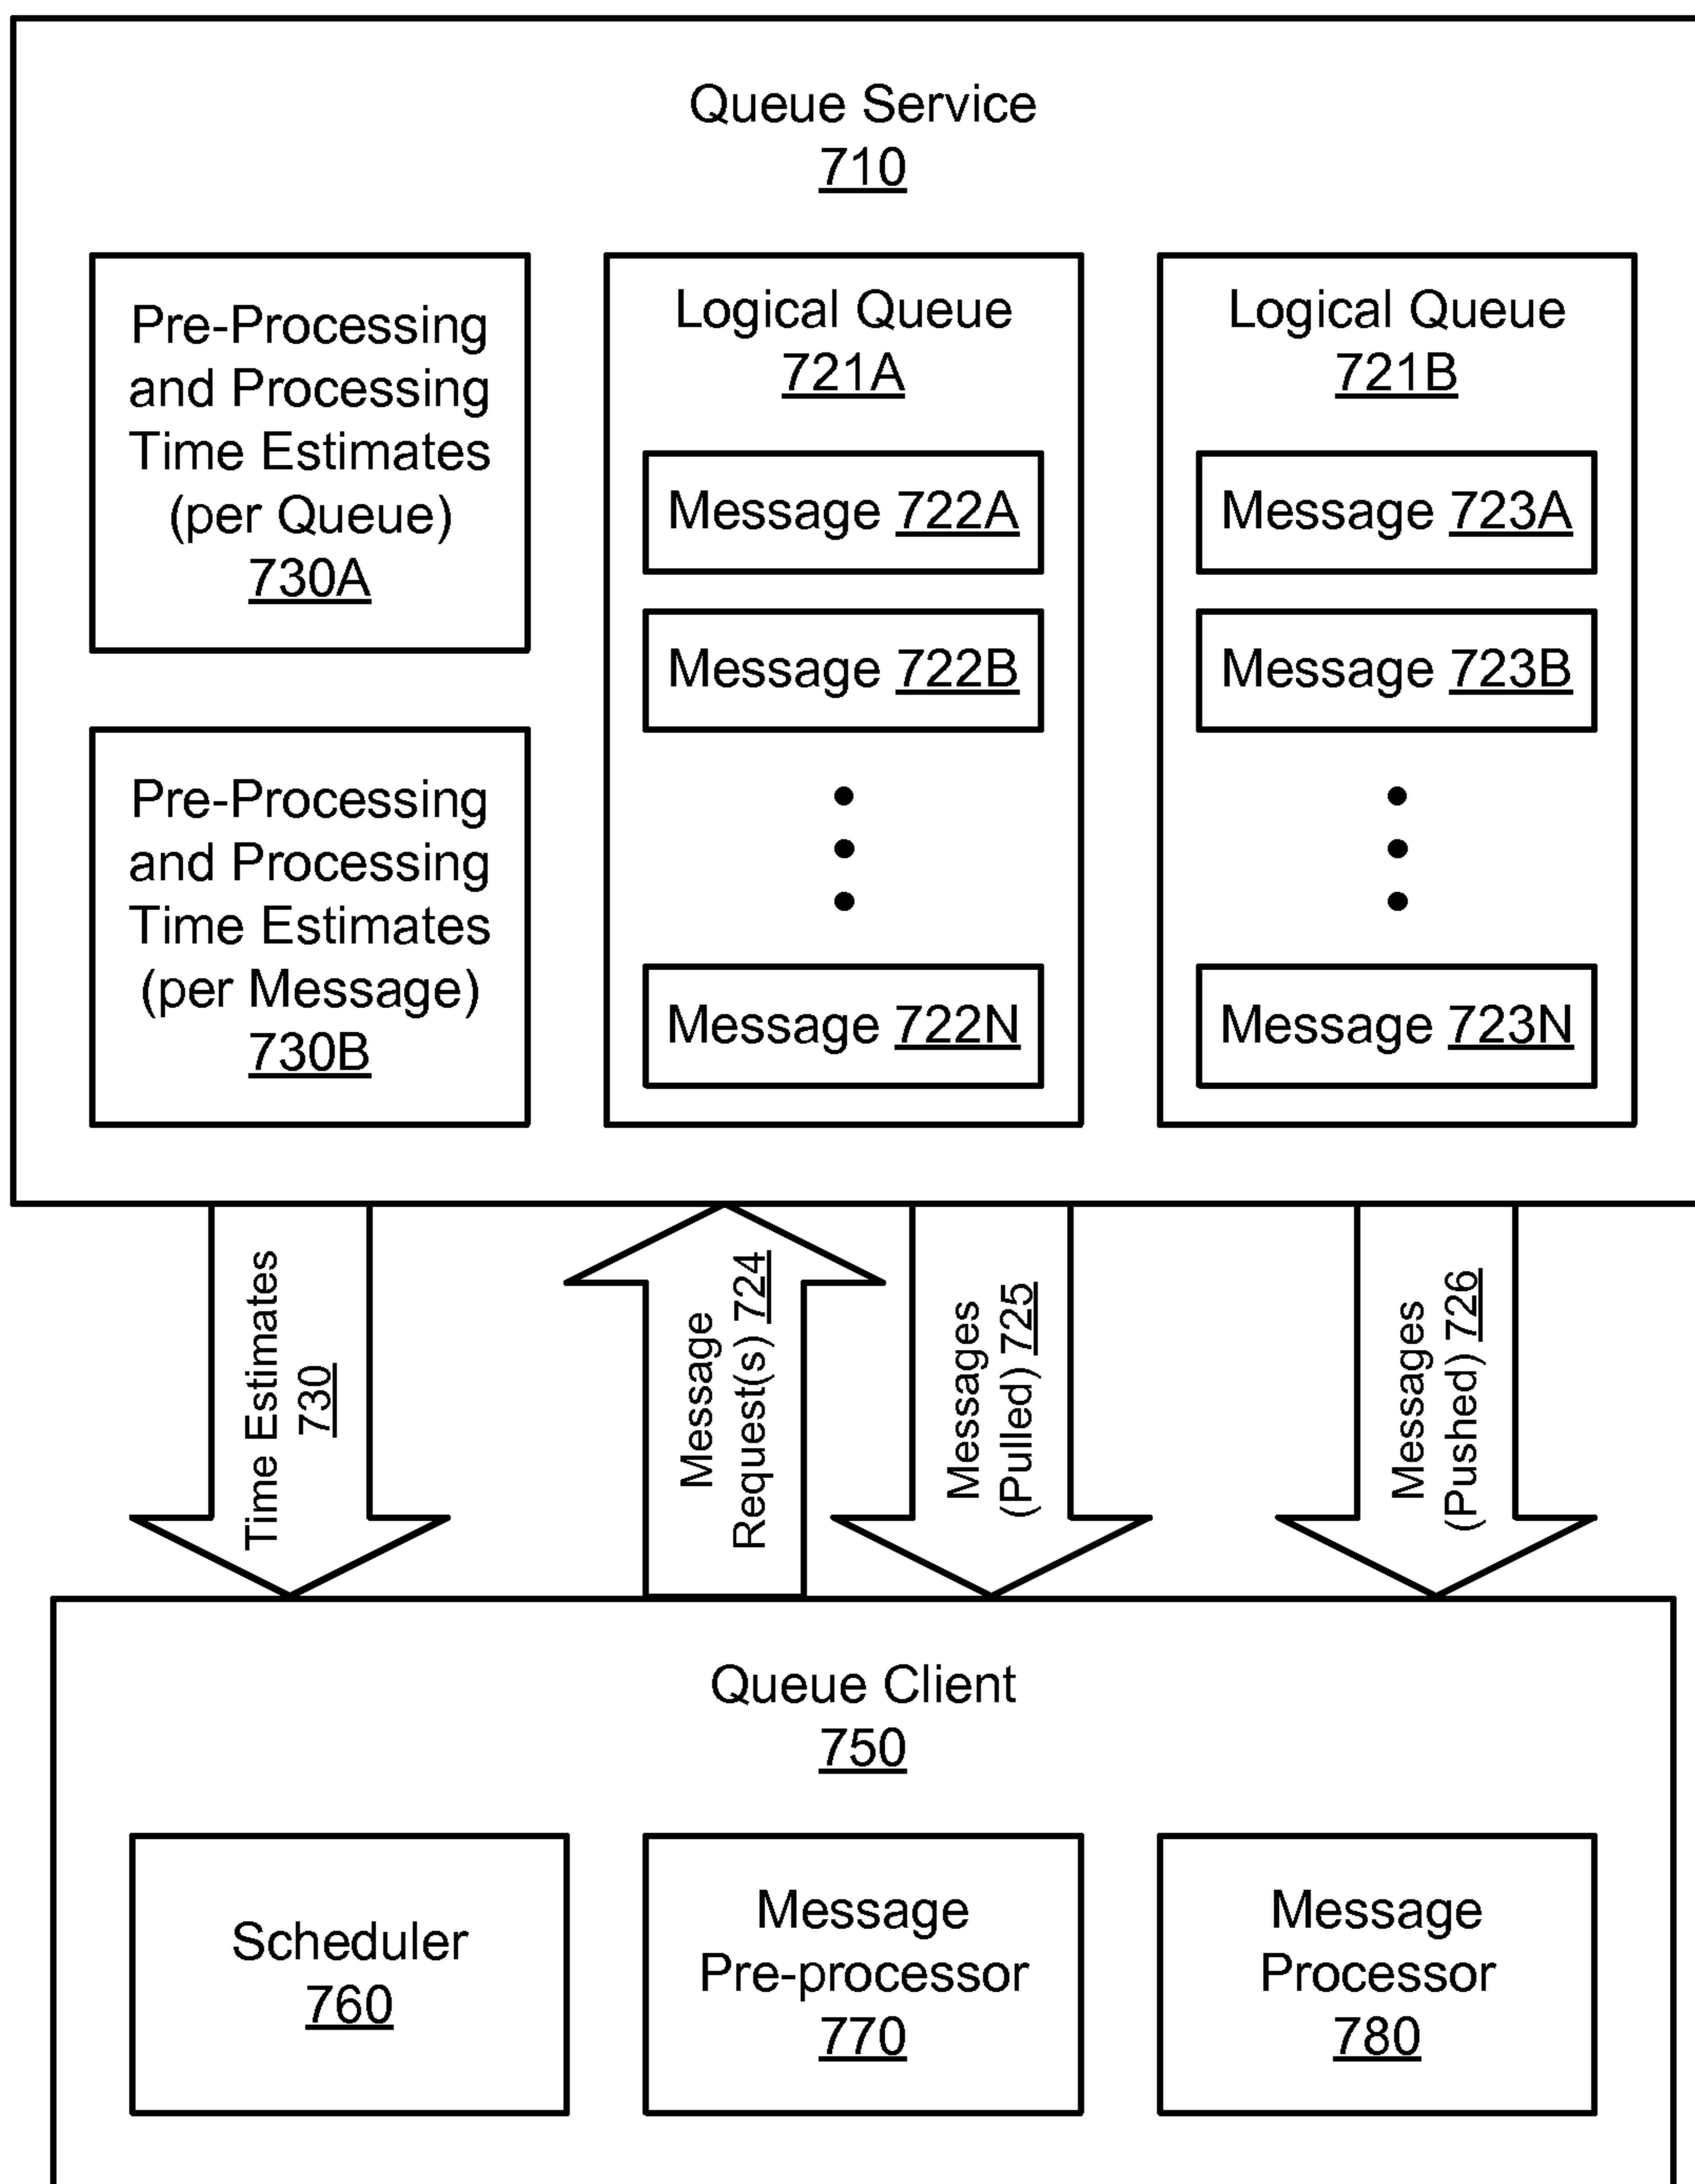 Queue Service
710
Pre-Processing
and Processing
Time Estimates
(per Queue)
730A
Pre-Processing
and Processing
Time Estimates
(per Message)
730B
Logical Queue
721A
Message 722A
Message 722B
Message 722N
Logical Queue
721B
Message 723A
Message 723B
Message 723N
Time Estimates
730
Message
Request(s) 724
Messages
(Pulled) 725
Messages
(Pushed) 726
Queue Client
750
Scheduler
760
Message
Pre-processor
770
Message
Processor
780